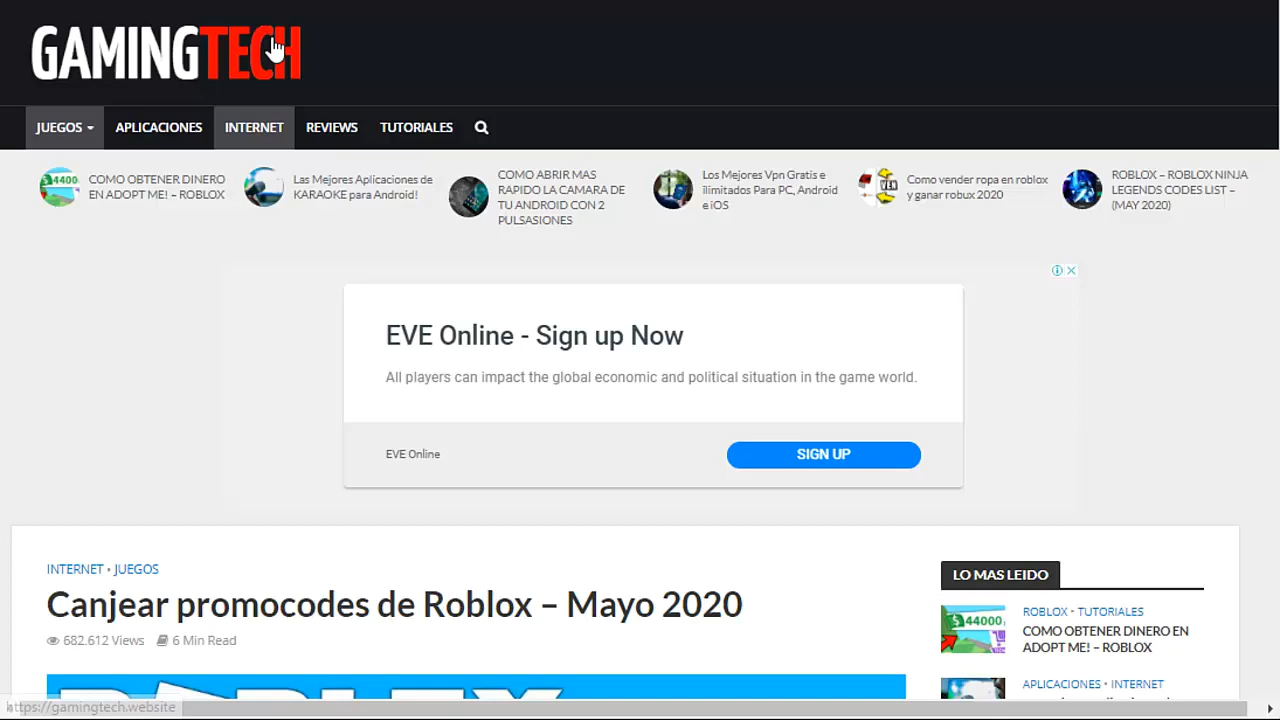 GAMINGTECH
JUEGOS
APLICACIONES
INTERNET
REVIEWS
TUTORIALES
4400
COMO OBTENER DINERO
EN ADOPT ME! – ROBLOX
Las Mejores Aplicaciones de
KARAOKE para Android!
COMO ABRIR MAS
RAPIDO LA CAMARA DE
TU ANDROID CON 2
PULSASIONES
Los Mejores Vpn Gratis e
ilimitados Para PC, Android
e iOS
Como vender ropa en roblox
y ganar robux 2020
ROBLOX – ROBLOX NINJA
LEGENDS CODES LIST –
(MAY 2020)
EVE Online - Sign up Now
All players can impact the global economic and political situation in the game world.
EVE Online
SIGN UP
INTERNET • JUEGOS
Canjear promocodes de Roblox – Mayo 2020
682.612 Views
6 Min Read
LO MAS LEIDO
$44000
ROBLOX • TUTORIALES
COMO OBTENER DINERO EN
ADOPT ME! – ROBLOX
APLICACIONES • INTERNET
https://gamingtech.website